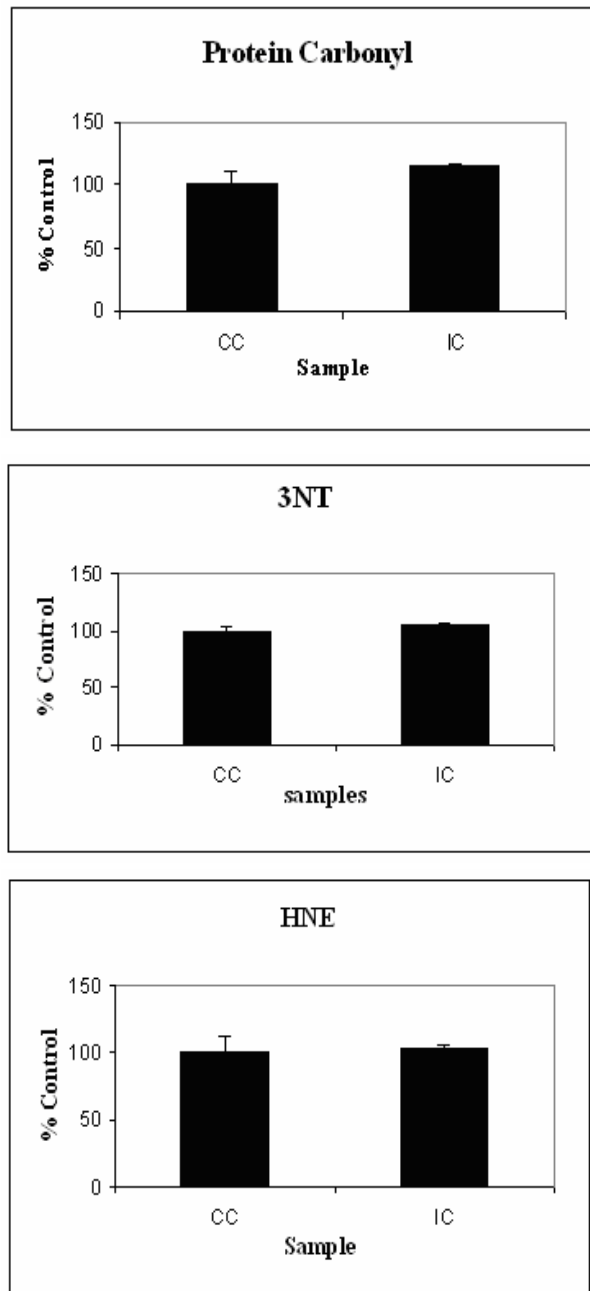 Protein Carbonyl
150
100
50
0
% Control
CC IC
Sample
3NT
150
100
50
0
% Control
CC IC
samples
HNE
150
100
50
0
% Control
CC IC
Sample